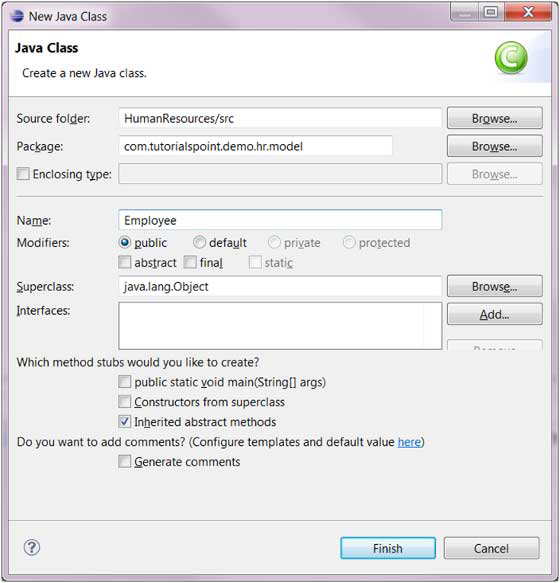 New Java Class
Java Class
Create a new Java class.
Source folder: HumanResources/src Browse...
Package: com.tutorialspoint.demo.hr.model Browse...
Enclosing type: Browse...
Name: Employee
Modifiers: public default private protected
abstract final static
Superclass: java.lang.Object Browse...
Interfaces: Add...
Which method stubs would you like to create?
public static void main(String[] args)
Constructors from superclass
Inherited abstract methods
Do you want to add comments? (Configure templates and default value here)
Generate comments
? Finish Cancel